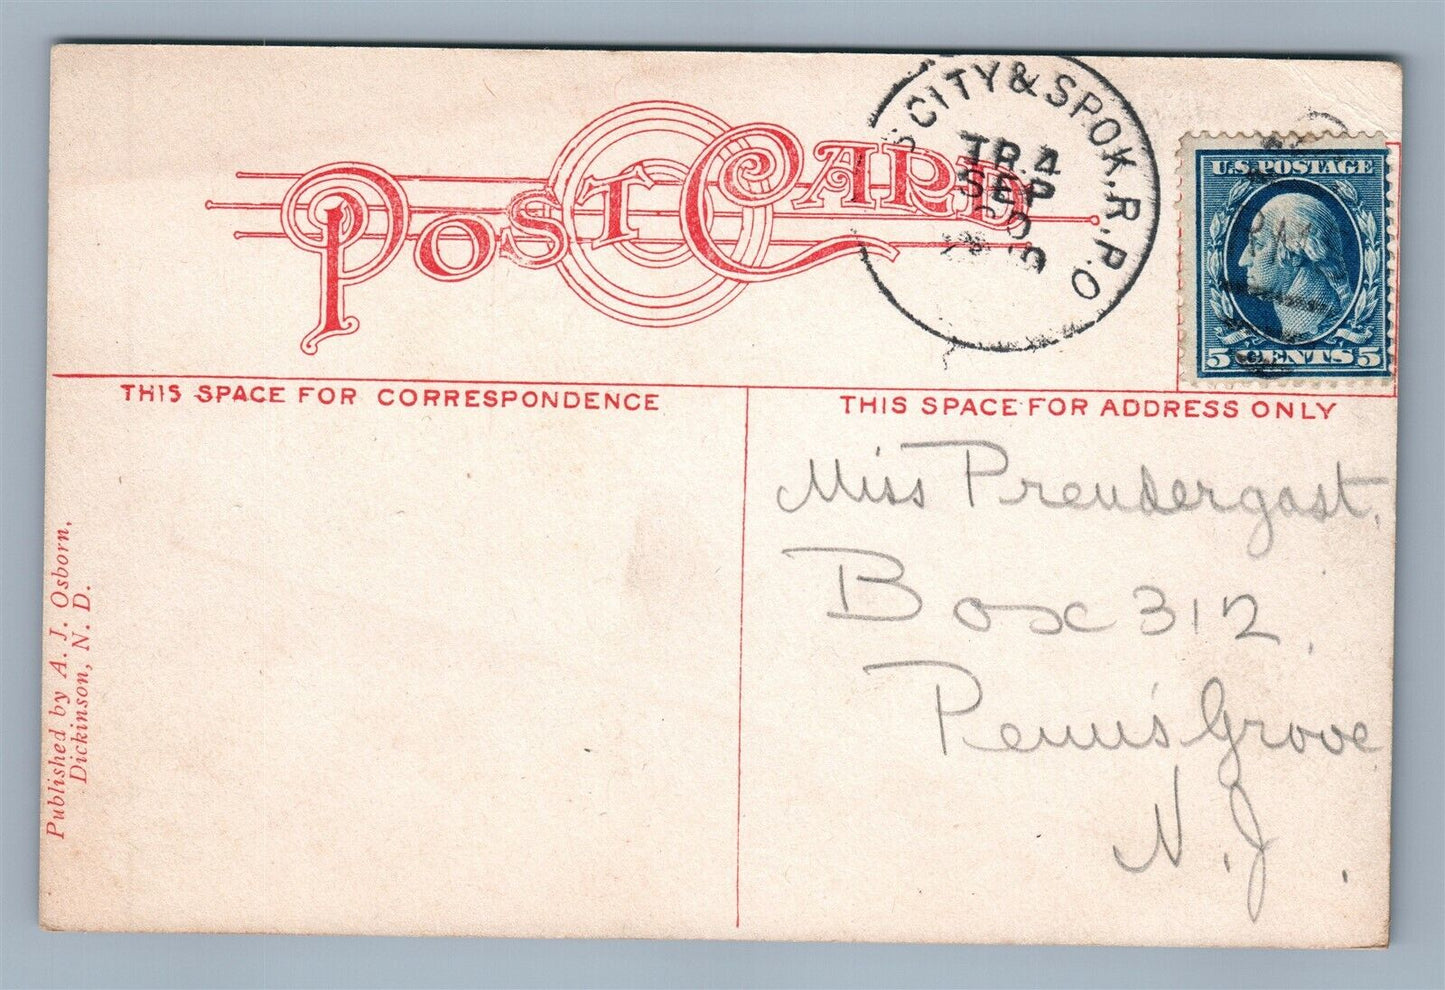 POST CARD
S CITY & SPOK. R.P.O
TR 4
SEP
U.S. POSTAGE
5 CENTS 5
THIS SPACE FOR CORRESPONDENCE
THIS SPACE FOR ADDRESS ONLY
Miss Prendergast.
Box 312.
Penn's Grove
N.J.
Published by A. J. Osborn,
Dickinson, N. D.